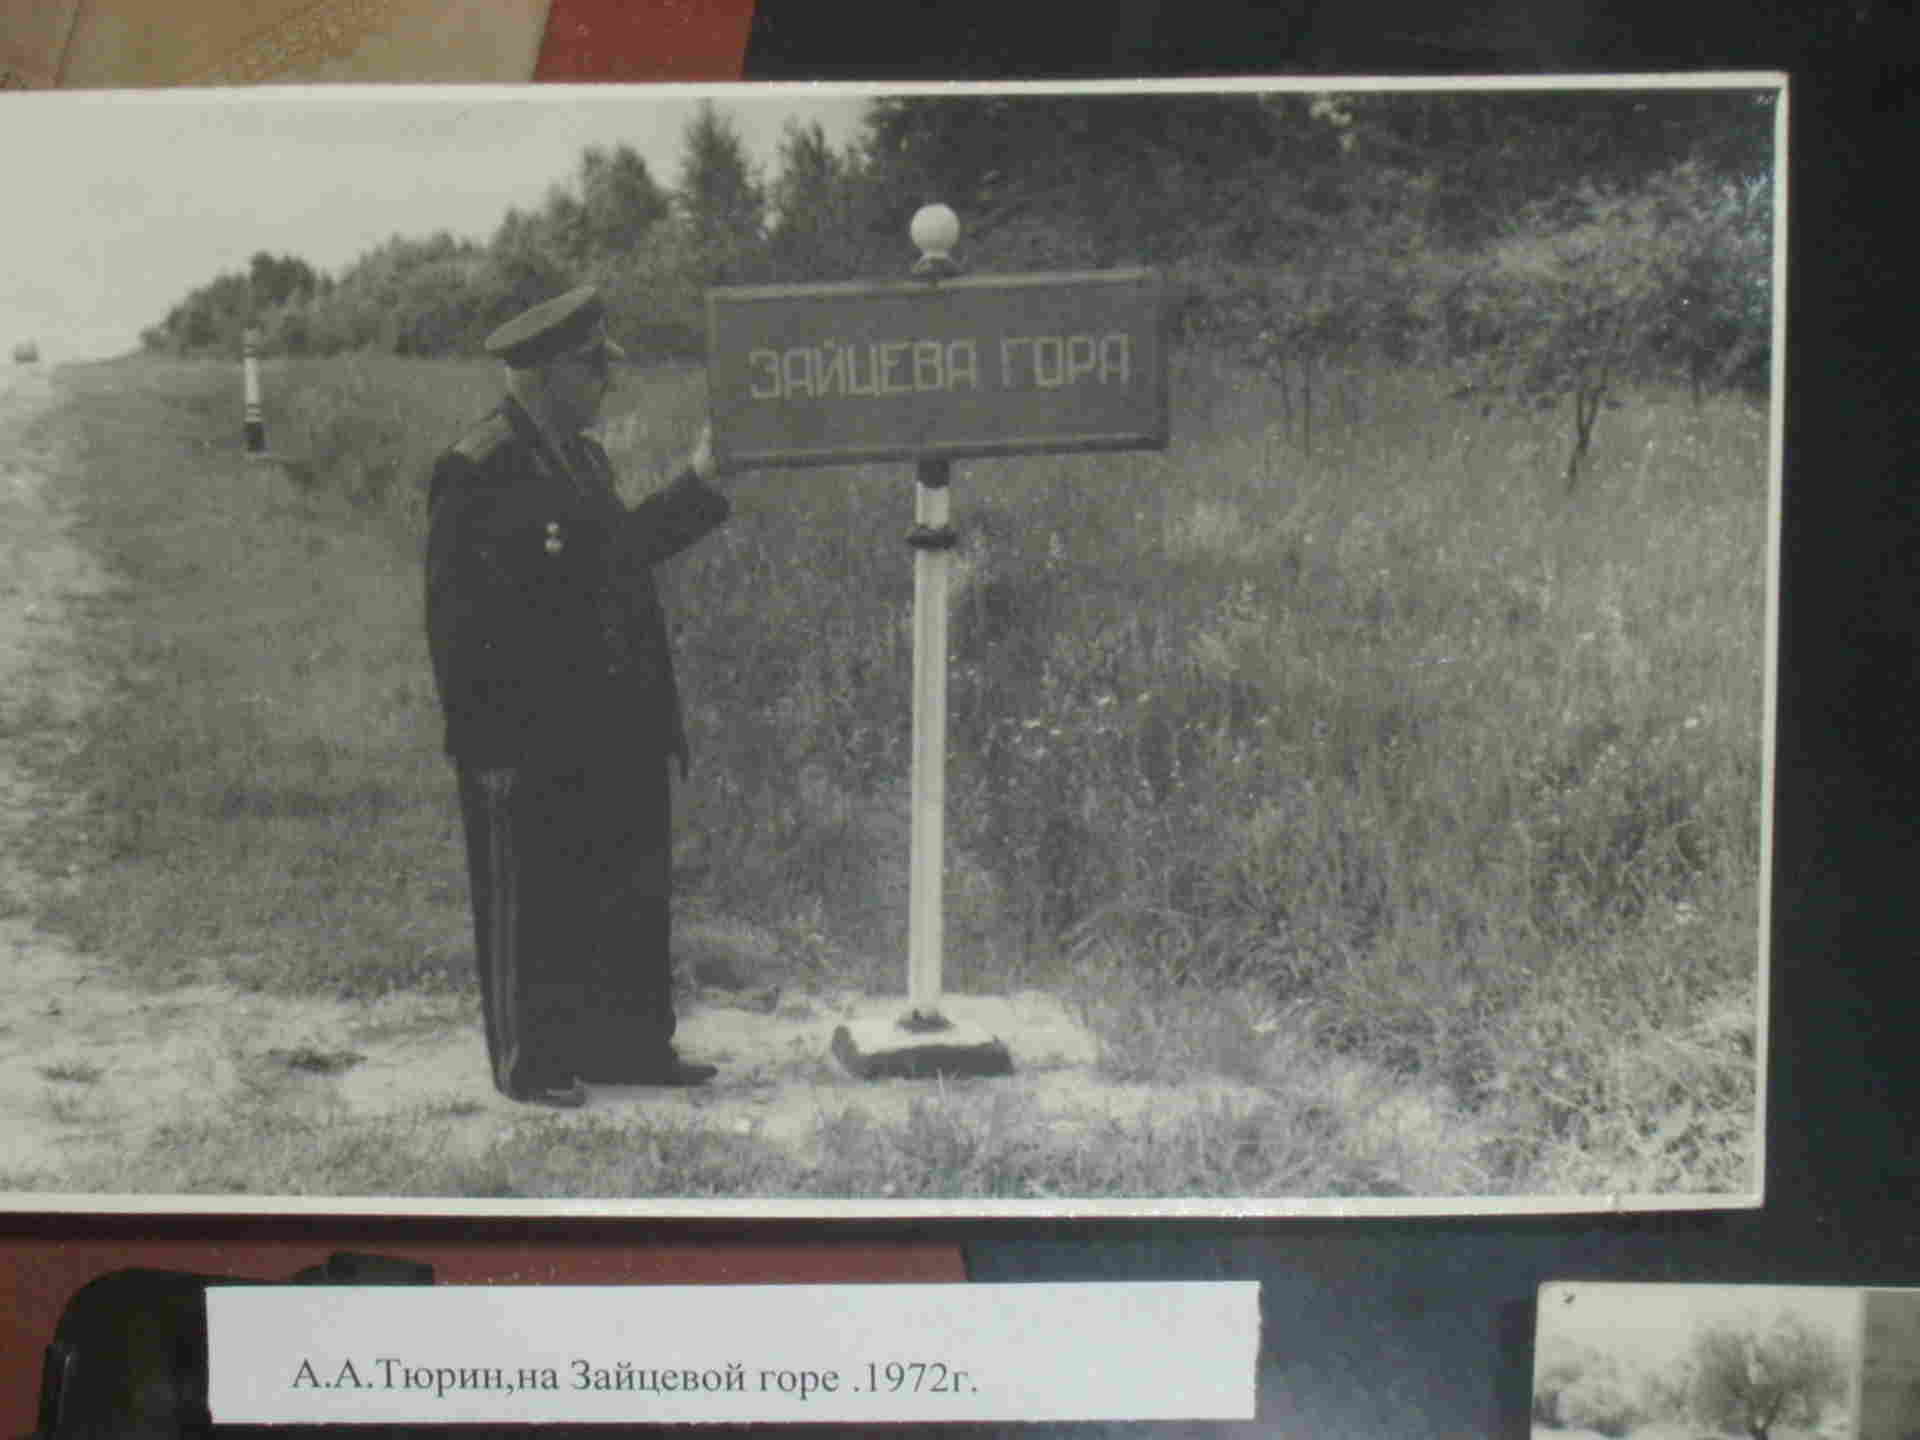 ЗАЙЦЕВА ГОРА
А.А.Тюрин,на Зайцевой горе .1972г.